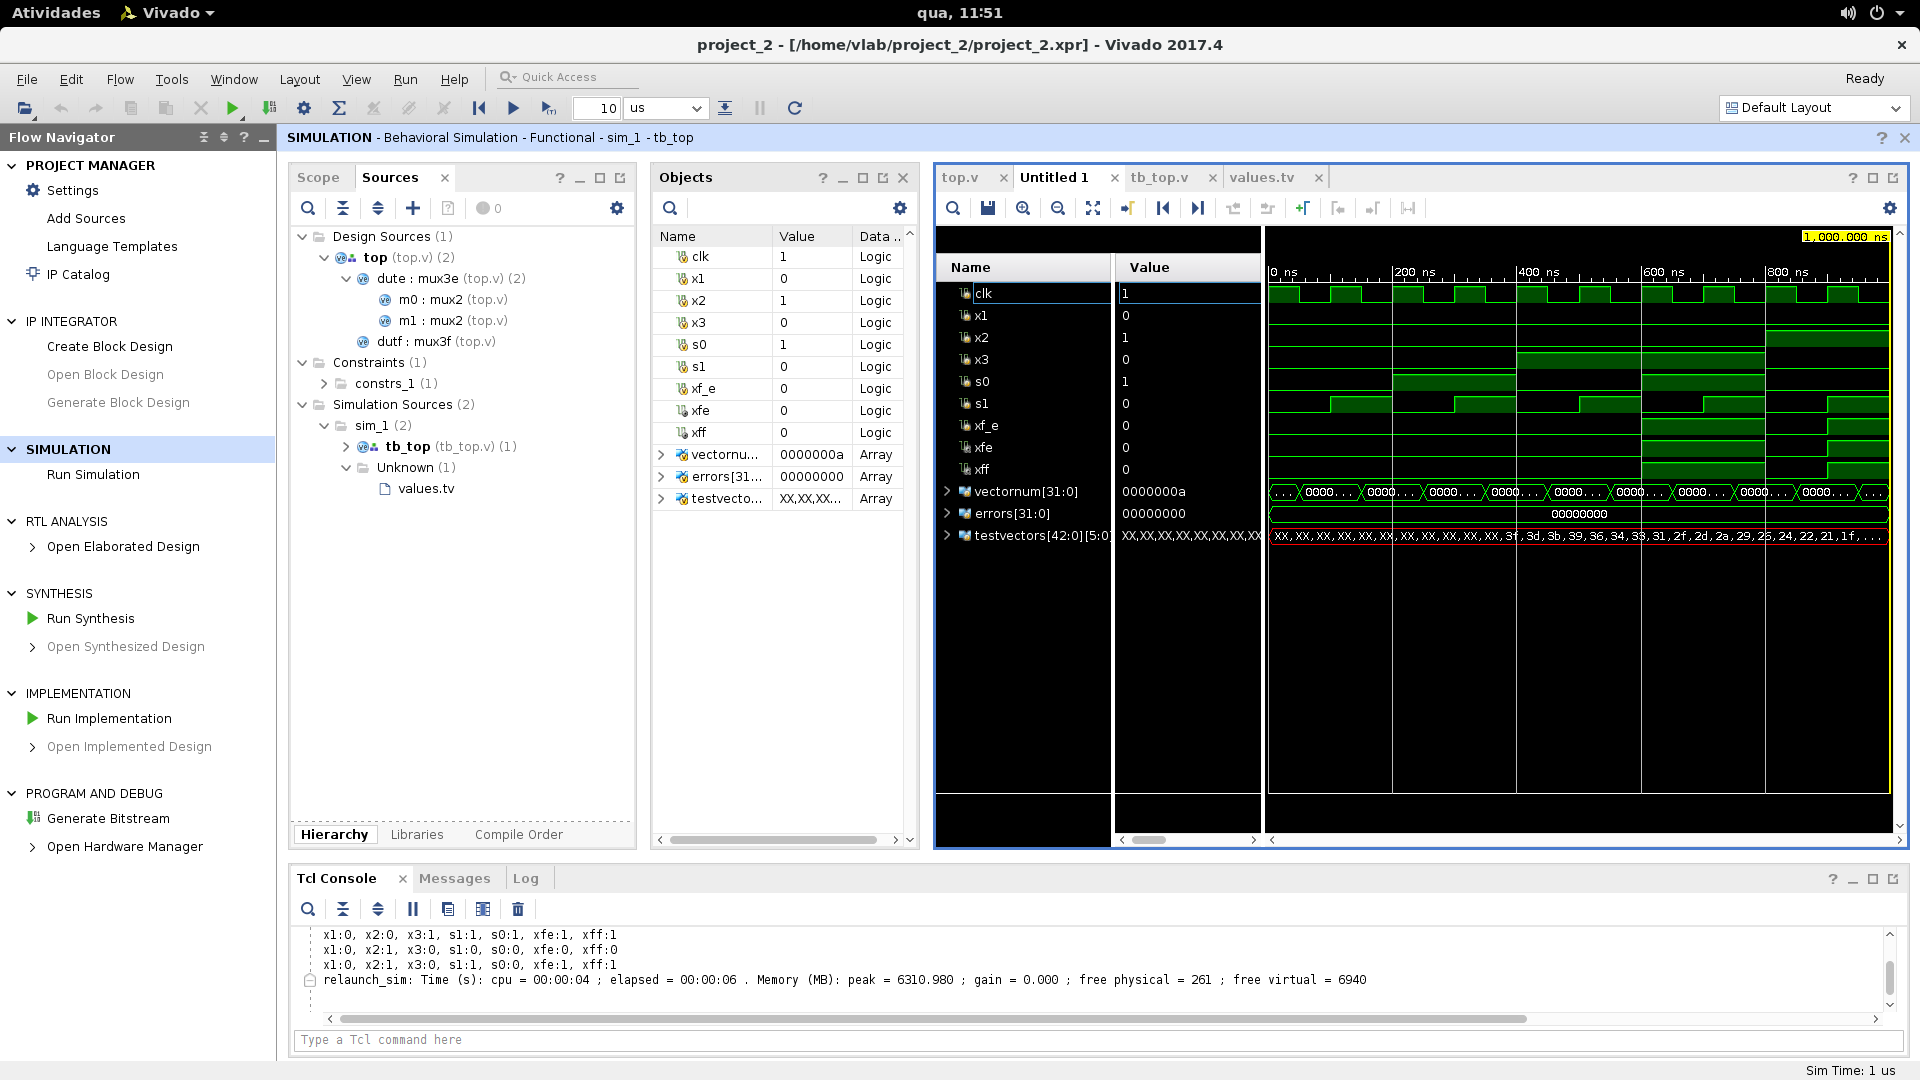 Atividades
Vivado
qua, 11:51
project_2 - [/home/vlab/project_2/project_2.xpr] - Vivado 2017.4
File Edit Flow Tools Window Layout View Run Help
Quick Access
Ready
10 us
Default Layout
Flow Navigator
SIMULATION - Behavioral Simulation - Functional - sim_1 - tb_top
PROJECT MANAGER
Settings
Add Sources
Language Templates
IP Catalog
IP INTEGRATOR
Create Block Design
Open Block Design
Generate Block Design
SIMULATION
Run Simulation
RTL ANALYSIS
Open Elaborated Design
SYNTHESIS
Run Synthesis
Open Synthesized Design
IMPLEMENTATION
Run Implementation
Open Implemented Design
PROGRAM AND DEBUG
Generate Bitstream
Open Hardware Manager
Scope Sources
0
Design Sources (1)
top (top.v) (2)
dute : mux3e (top.v) (2)
m0 : mux2 (top.v)
m1 : mux2 (top.v)
dutf : mux3f (top.v)
Constraints (1)
constrs_1 (1)
Simulation Sources (2)
sim_1 (2)
tb_top (tb_top.v) (1)
Unknown (1)
values.tv
Hierarchy Libraries Compile Order
Objects
Name Value Data ..
clk 1 Logic
x1 0 Logic
x2 1 Logic
x3 0 Logic
s0 1 Logic
s1 0 Logic
xf_e 0 Logic
xfe 0 Logic
xff 0 Logic
vectornu... 0000000a Array
errors[31... 00000000 Array
testvecto... XX,XX,XX... Array
top.v Untitled 1 tb_top.v values.tv
1,000.000 ns
Name Value
0 ns 200 ns 400 ns 600 ns 800 ns
clk 1
x1 0
x2 1
x3 0
s0 1
s1 0
xf_e 0
xfe 0
xff 0
vectornum[31:0] 0000000a ... 0000... 0000... 0000... 0000... 0000... 0000... 0000... 0000... 0000... ...
errors[31:0] 00000000 00000000
testvectors[42:0][5:0] XX,XX,XX,XX,XX,XX,XX,XX XX,XX,XX,XX,XX,XX,XX,XX,XX,XX,XX,3f,3d,3b,39,36,34,33,31,2f,2d,2a,29,26,24,22,21,1f,...
Tcl Console Messages Log
x1:0, x2:0, x3:1, s1:1, s0:1, xfe:1, xff:1
x1:0, x2:1, x3:0, s1:0, s0:0, xfe:0, xff:0
x1:0, x2:1, x3:0, s1:1, s0:0, xfe:1, xff:1
relaunch_sim: Time (s): cpu = 00:00:04 ; elapsed = 00:00:06 . Memory (MB): peak = 6310.980 ; gain = 0.000 ; free physical = 261 ; free virtual = 6940
Type a Tcl command here
Sim Time: 1 us